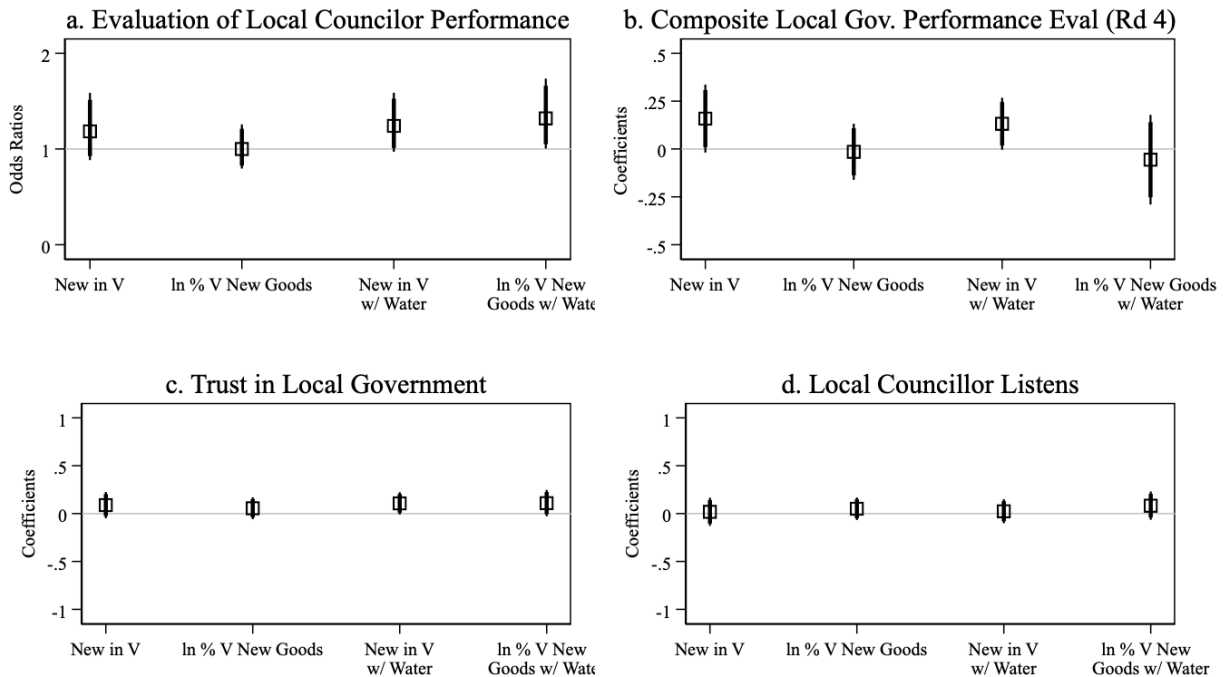 a. Evaluation of Local Councilor Performance
Odds Ratios
2
1
0
New in V
ln % V New Goods
New in V
w/ Water
ln % V New
Goods w/ Wate
b. Composite Local Gov. Performance Eval (Rd 4)
Coefficients
.5
.25
0
-.25
-.5
New in V
ln % V New Goods
New in V
w/ Water
ln % V New Goods
w/ Water
c. Trust in Local Government
Coefficients
1
.5
0
-.5
-1
New in V
ln % V New Goods
New in V
w/ Water
ln % V New
Goods w/ Wate
d. Local Councillor Listens
Coefficients
1
.5
0
-.5
-1
New in V
ln % V New Goods
New in V
w/ Water
ln % V New
Goods w/ Water